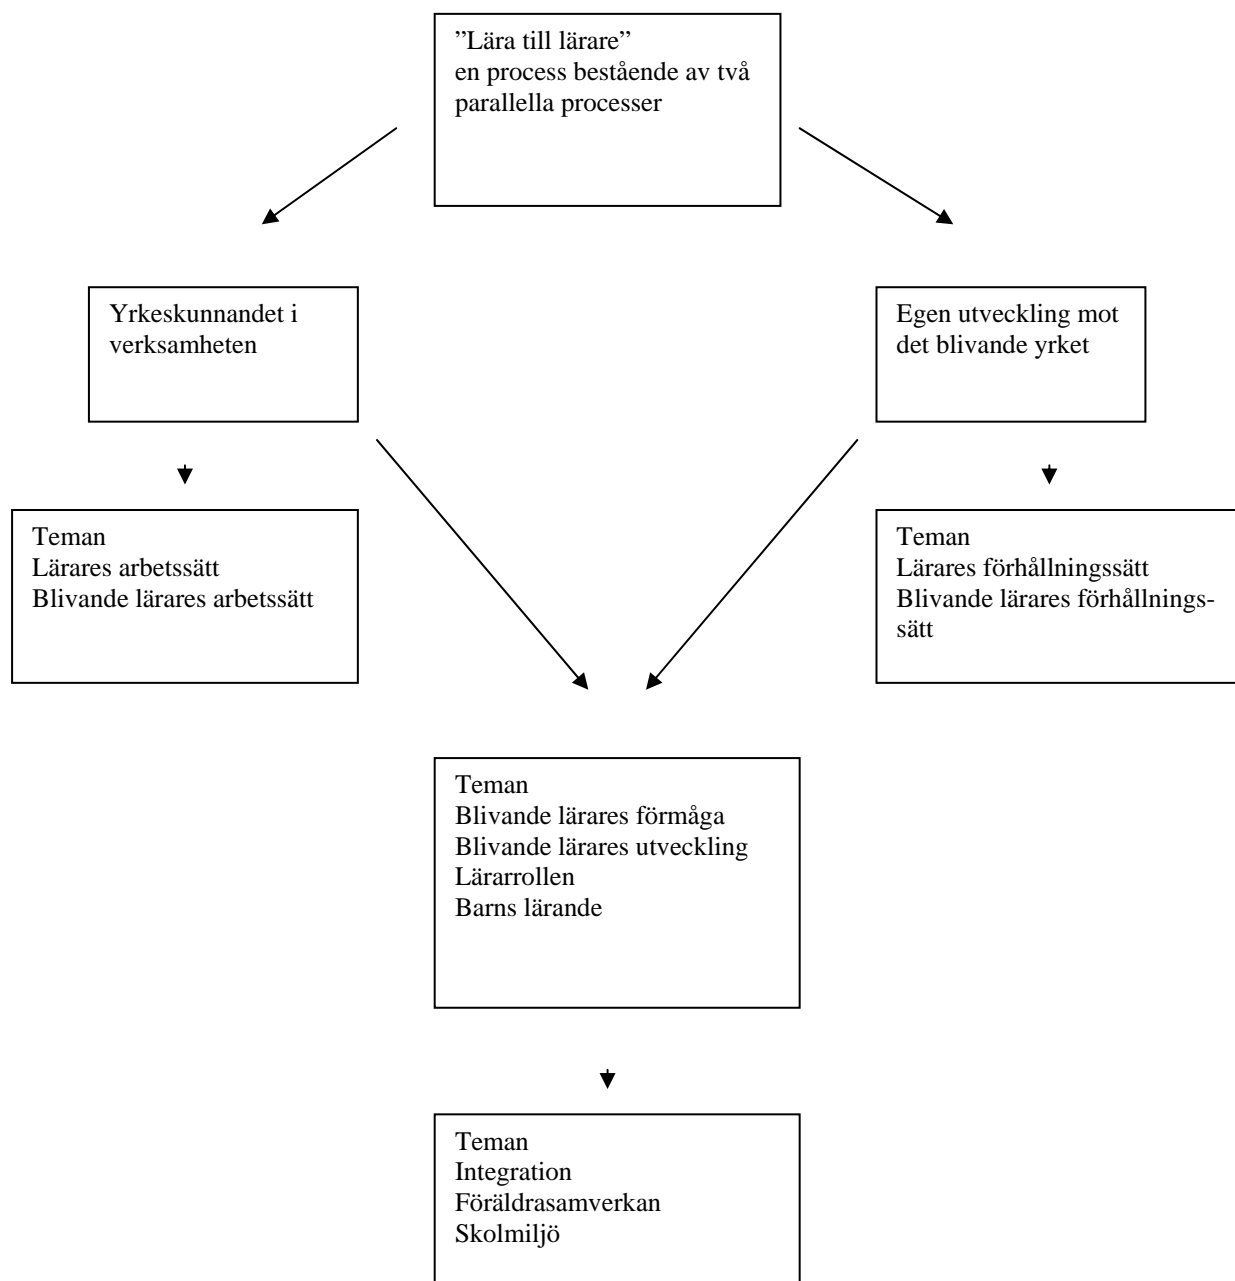 ”Lära till lärare”
en process bestående av två
parallella processer
Yrkeskunnandet i
verksamheten
Egen utveckling mot
det blivande yrket
Teman
Lärares arbetssätt
Blivande lärares arbetssätt
Teman
Lärares förhållningssätt
Blivande lärares förhållnings-
sätt
Teman
Blivande lärares förmåga
Blivande lärares utveckling
Lärarrollen
Barns lärande
Teman
Integration
Föräldrasamverkan
Skolmiljö